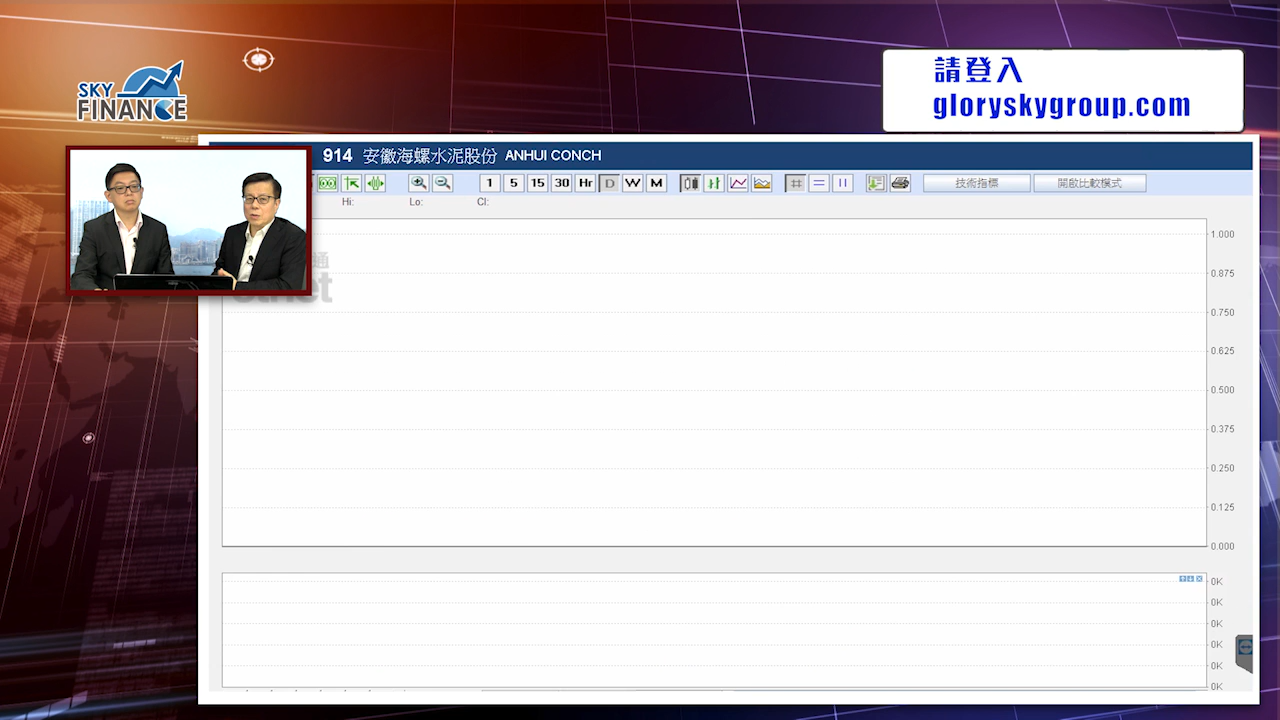 SKY
FINANCE
請登入
gloryskygroup.com
914 安徽海螺水泥股份 ANHUI CONCH
1 5 15 30 Hr D W M
技術指標 開啟比較模式
Hi: Lo: Cl:
通
1.000
0.875
0.750
0.625
0.500
0.375
0.250
0.125
0.000
0K
0K
0K
0K
0K
0K